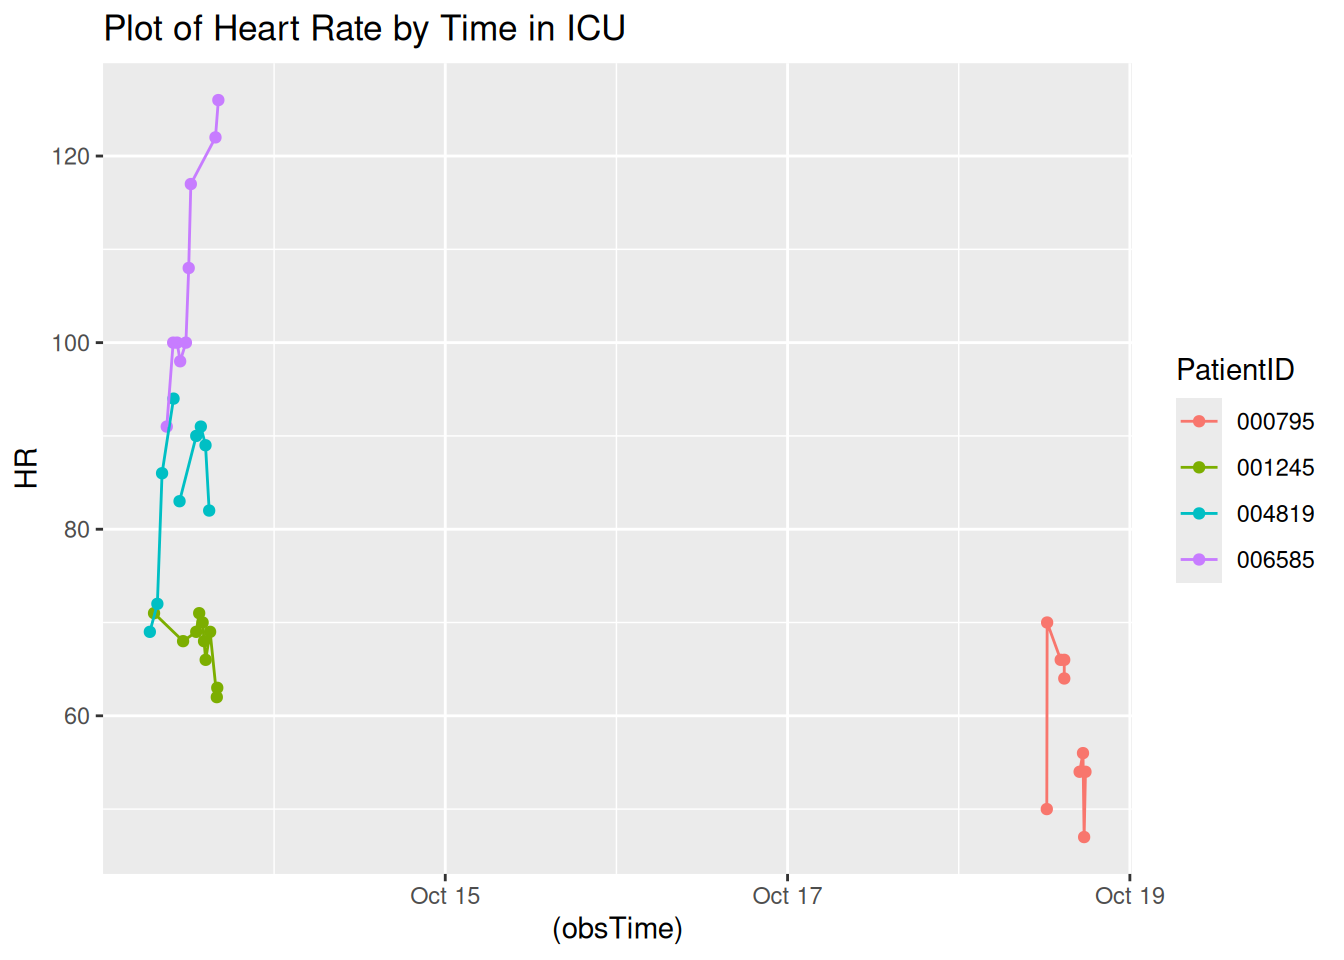 Plot of Heart Rate by Time in ICU
120
100
80
60
HR
Oct 15
Oct 17
Oct 19
(obsTime)
PatientID
000795
001245
004819
006585